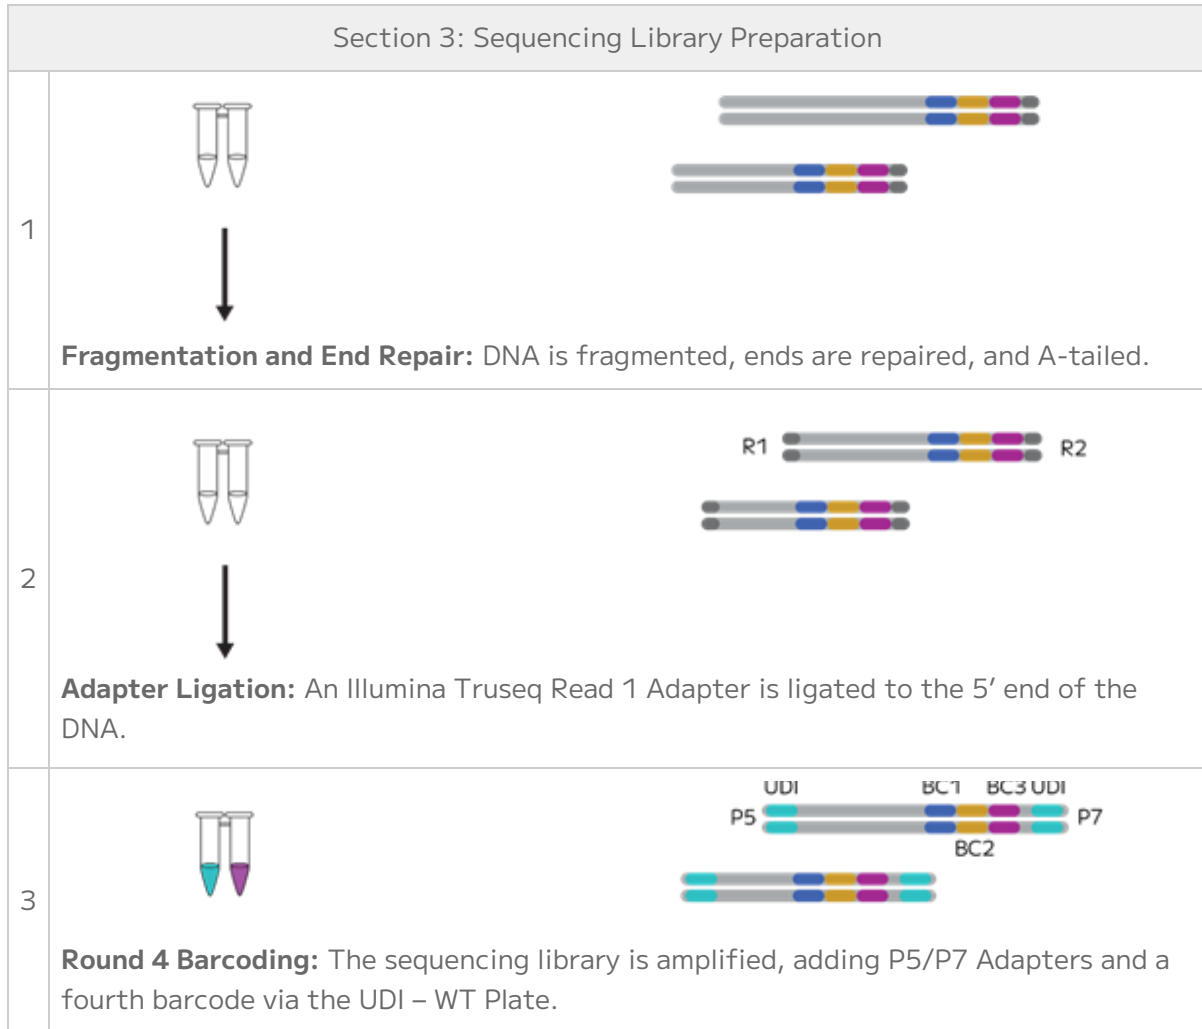 Section 3: Sequencing Library Preparation
1
Fragmentation and End Repair: DNA is fragmented, ends are repaired, and A-tailed.
2
R1
R2
Adapter Ligation: An Illumina Truseq Read 1 Adapter is ligated to the 5’ end of the
DNA.
3
UDI BC1 BC3 UDI
P5 P7
BC2
Round 4 Barcoding: The sequencing library is amplified, adding P5/P7 Adapters and a
fourth barcode via the UDI – WT Plate.